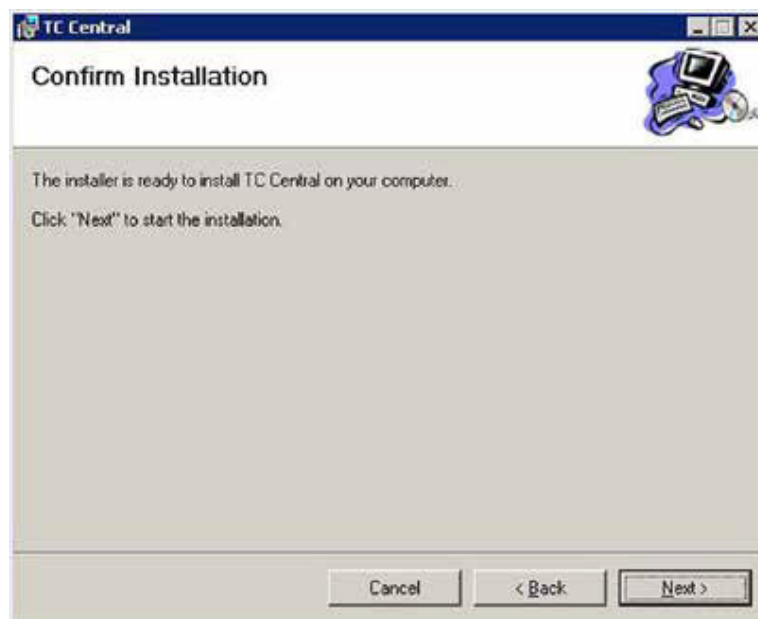 TC Central
Confirm Installation
The installer is ready to install TC Central on your computer.
Click "Next" to start the installation.
Cancel
< Back
Next >